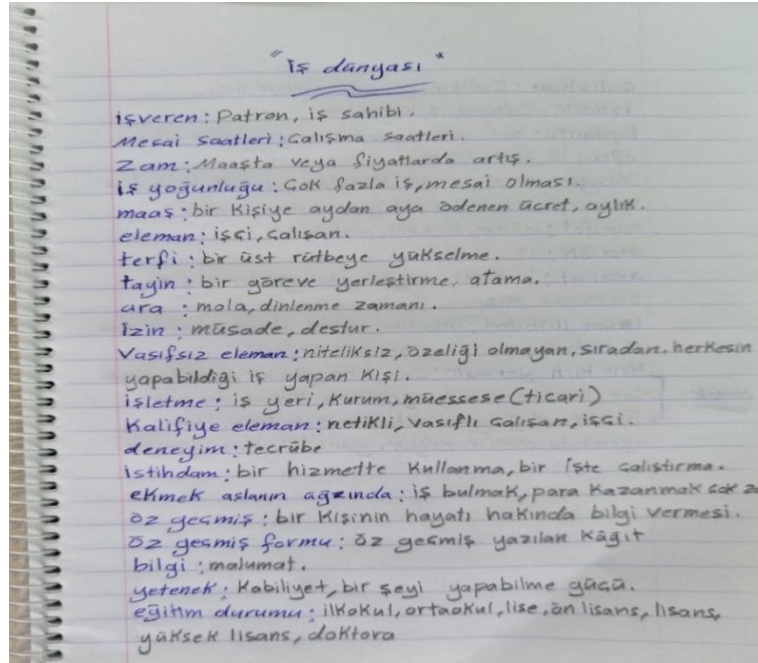 "İş dünyası"
işveren: Patron, iş sahibi.
Mesai saatleri: Çalışma saatleri.
Zam: Maaşta veya fiyatlarda artış.
iş yoğunluğu: Çok fazla iş, mesai olması.
maaş: bir kişiye aydan aya ödenen ücret, aylık.
eleman: işçi, çalışan.
terfi: bir üst rütbeye yükselme.
tayin: bir göreve yerleştirme, atama.
ara: mola, dinlenme zamanı.
İzin: müsade, destur.
Vasıfsız eleman: niteliksiz, özeliği olmayan, sıradan. herkesin
yapabildiği iş yapan kişi.
işletme: iş yeri, kurum, müessese (ticari)
Kalifiye eleman: netikli, vasıflı çalışan, işçi.
deneyim: tecrübe
istihdam: bir hizmette kullanma, bir işte çalıştırma.
ekmek aslanın ağzında: iş bulmak, para kazanmak çok
öz geçmiş: bir kişinin hayatı hakkında bilgi vermesi.
öz geçmiş formu: öz geçmiş yazılan kâğıt
bilgi: malumat.
yetenek: Kabiliyet, bir şeyi yapabilme gücü.
eğitim durumu: ilkokul, ortaokul, lise, ön lisans, lisans,
yüksek lisans, doktora